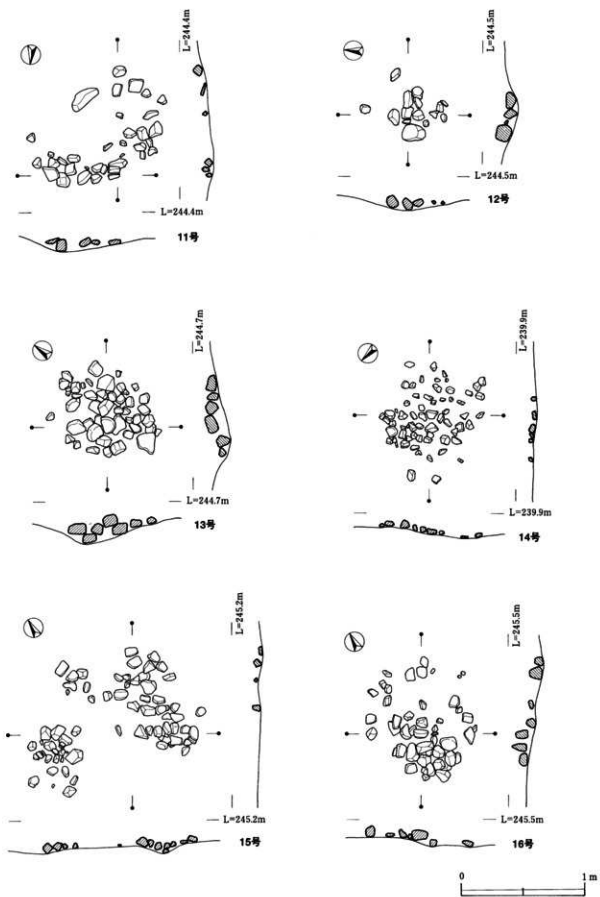 L=244.4m
L=244.4m
11号
L=244.5m
L=244.5m
12号
L=244.7m
L=244.7m
13号
L=239.9m
L=239.9m
14号
L=245.2m
L=245.2m
15号
L=245.5m
L=245.5m
16号
0 1 m